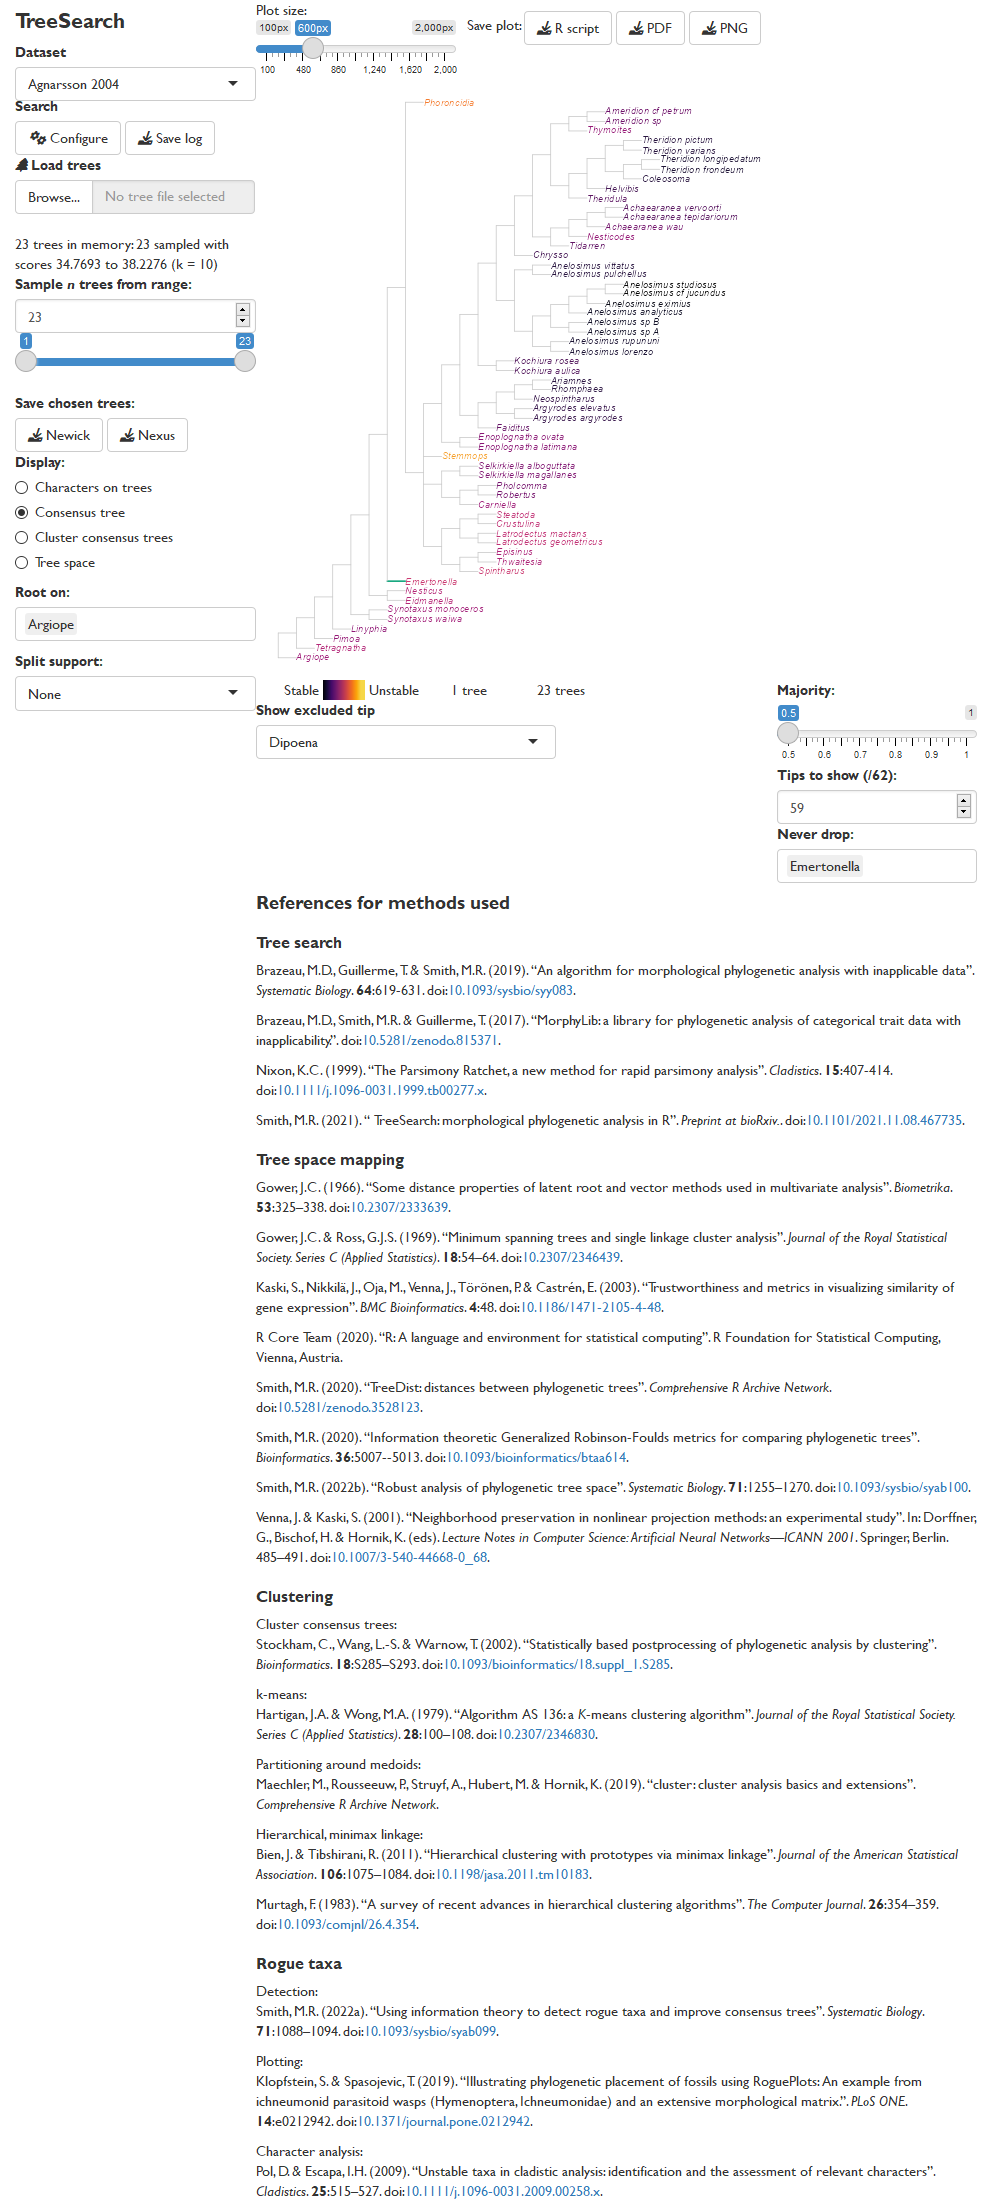 TreeSearch
Dataset
Agnarsson 2004
Search
Configure
Save log
Load trees
Browse...
No tree file selected
23 trees in memory: 23 sampled with
scores 34.7693 to 38.2276 (k = 10)
Sample n trees from range:
23
1
23
Save chosen trees:
Newick
Nexus
Display:
Characters on trees
Consensus tree
Cluster consensus trees
Tree space
Root on:
Argiope
Split support:
None
Plot size:
100px
600px
2,000px
100 480 860 1,240 1,620 2,000
Save plot:
R script
PDF
PNG
Phoroncidia
Ameridion cf petrum
Ameridion sp
Thymoites
Theridion pictum
Theridion varians
Theridion longipedatum
Theridion frondeum
Coleosoma
Helvibis
Theridula
Achaearanea vervoorti
Achaearanea tepidariorum
Achaearanea wau
Nesticodes
Tidarren
Chrysso
Anelosimus vittatus
Anelosimus pulchellus
Anelosimus studiosus
Anelosimus cf jucundus
Anelosimus eximius
Anelosimus analyticus
Anelosimus sp B
Anelosimus sp A
Anelosimus rupununi
Anelosimus lorenzo
Kochiura rosea
Kochiura aulica
Ariamnes
Rhomphaea
Neospintharus
Argyrodes elevatus
Argyrodes argyrodes
Faiditus
Enoplognatha ovata
Enoplognatha latimana
Stemmops
Selkirkiella alboguttata
Selkirkiella magallanes
Pholcomma
Robertus
Carniella
Steatoda
Crustulina
Latrodectus mactans
Latrodectus geometricus
Episinus
Thwaitesia
Spintharus
Emertonella
Nesticus
Eidmanella
Synotaxus monoceros
Synotaxus waiwa
Linyphia
Pimoa
Tetragnatha
Argiope
Stable
Unstable
1 tree
23 trees
Show excluded tip
Dipoena
Majority:
0.5
1
0.5 0.6 0.7 0.8 0.9 1
Tips to show (/62):
59
Never drop:
Emertonella
References for methods used
Tree search
Brazeau, M.D., Guillerme, T. & Smith, M.R. (2019). “An algorithm for morphological phylogenetic analysis with inapplicable data”.
Systematic Biology. 64:619-631. doi:10.1093/sysbio/syy083.
Brazeau, M.D., Smith, M.R. & Guillerme, T. (2017). “MorphyLib: a library for phylogenetic analysis of categorical trait data with
inapplicability.”. doi:10.5281/zenodo.815371.
Nixon, K.C. (1999). “The Parsimony Ratchet, a new method for rapid parsimony analysis”. Cladistics. 15:407-414.
doi:10.1111/j.1096-0031.1999.tb00277.x.
Smith, M.R. (2021). “ TreeSearch: morphological phylogenetic analysis in R”. Preprint at bioRxiv.. doi:10.1101/2021.11.08.467735.
Tree space mapping
Gower, J.C. (1966). “Some distance properties of latent root and vector methods used in multivariate analysis”. Biometrika.
53:325–338. doi:10.2307/2333639.
Gower, J.C. & Ross, G.J.S. (1969). “Minimum spanning trees and single linkage cluster analysis”. Journal of the Royal Statistical
Society. Series C (Applied Statistics). 18:54–64. doi:10.2307/2346439.
Kaski, S., Nikkilä, J., Oja, M., Venna, J., Törönen, P. & Castrén, E. (2003). “Trustworthiness and metrics in visualizing similarity of
gene expression”. BMC Bioinformatics. 4:48. doi:10.1186/1471-2105-4-48.
R Core Team (2020). “R: A language and environment for statistical computing”. R Foundation for Statistical Computing,
Vienna, Austria.
Smith, M.R. (2020). “TreeDist: distances between phylogenetic trees”. Comprehensive R Archive Network.
doi:10.5281/zenodo.3528123.
Smith, M.R. (2020). “Information theoretic Generalized Robinson-Foulds metrics for comparing phylogenetic trees”.
Bioinformatics. 36:5007--5013. doi:10.1093/bioinformatics/btaa614.
Smith, M.R. (2022b). “Robust analysis of phylogenetic tree space”. Systematic Biology. 71:1255–1270. doi:10.1093/sysbio/syab100.
Venna, J. & Kaski, S. (2001). “Neighborhood preservation in nonlinear projection methods: an experimental study”. In: Dorffner,
G., Bischof, H. & Hornik, K. (eds). Lecture Notes in Computer Science: Artificial Neural Networks—ICANN 2001. Springer, Berlin.
485–491. doi:10.1007/3-540-44668-0_68.
Clustering
Cluster consensus trees:
Stockham, C., Wang, L.-S. & Warnow, T. (2002). “Statistically based postprocessing of phylogenetic analysis by clustering”.
Bioinformatics. 18:S285–S293. doi:10.1093/bioinformatics/18.suppl_1.S285.
k-means:
Hartigan, J.A. & Wong, M.A. (1979). “Algorithm AS 136: a K-means clustering algorithm”. Journal of the Royal Statistical Society.
Series C (Applied Statistics). 28:100–108. doi:10.2307/2346830.
Partitioning around medoids:
Maechler, M., Rousseeuw, P., Struyf, A., Hubert, M. & Hornik, K. (2019). “cluster: cluster analysis basics and extensions”.
Comprehensive R Archive Network.
Hierarchical, minimax linkage:
Bien, J. & Tibshirani, R. (2011). “Hierarchical clustering with prototypes via minimax linkage”. Journal of the American Statistical
Association. 106:1075–1084. doi:10.1198/jasa.2011.tm10183.
Murtagh, F. (1983). “A survey of recent advances in hierarchical clustering algorithms”. The Computer Journal. 26:354–359.
doi:10.1093/comjnl/26.4.354.
Rogue taxa
Detection:
Smith, M.R. (2022a). “Using information theory to detect rogue taxa and improve consensus trees”. Systematic Biology.
71:1088–1094. doi:10.1093/sysbio/syab099.
Plotting:
Klopfstein, S. & Spasojevic, T. (2019). “Illustrating phylogenetic placement of fossils using RoguePlots: An example from
ichneumonid parasitoid wasps (Hymenoptera, Ichneumonidae) and an extensive morphological matrix.”. PLoS ONE.
14:e0212942. doi:10.1371/journal.pone.0212942.
Character analysis:
Pol, D. & Escapa, I.H. (2009). “Unstable taxa in cladistic analysis: identification and the assessment of relevant characters”.
Cladistics. 25:515–527. doi:10.1111/j.1096-0031.2009.00258.x.